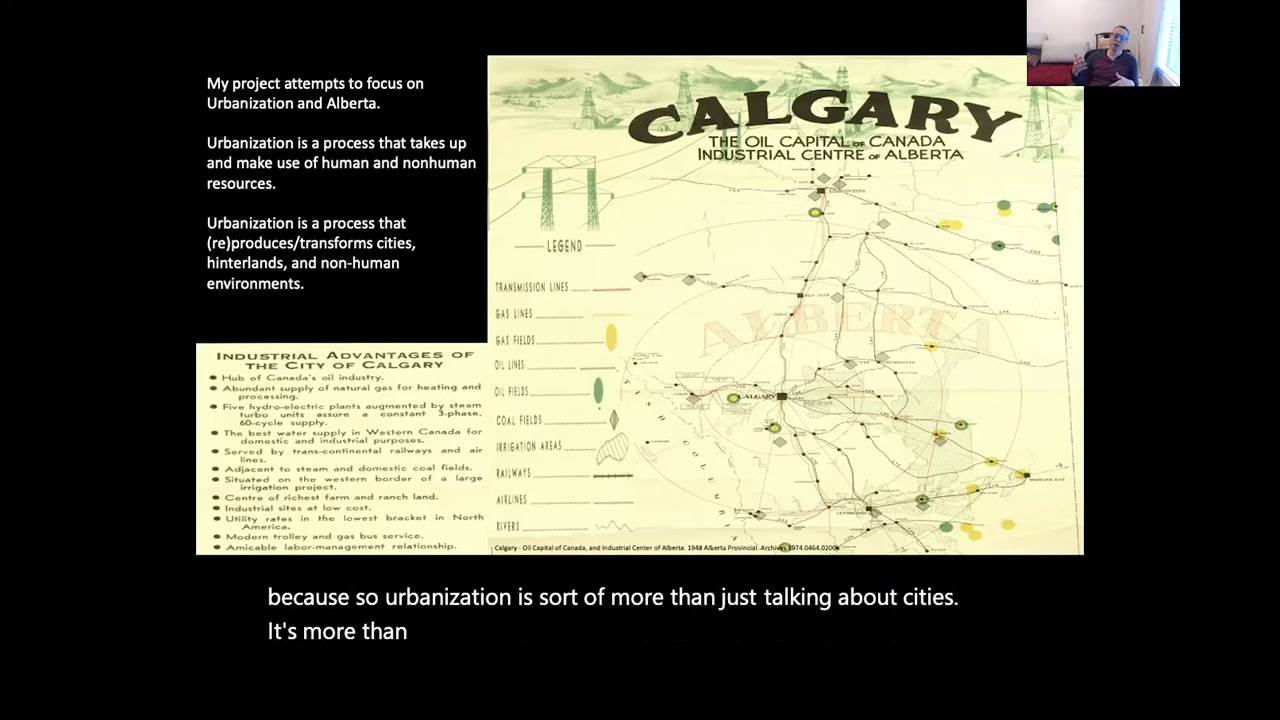 My project attempts to focus on
Urbanization and Alberta.
Urbanization is a process that takes up
and make use of human and nonhuman
resources.
Urbanization is a process that
(re)produces/transforms cities,
hinterlands, and non-human
environments.
INDUSTRIAL ADVANTAGES OF
THE CITY OF CALGARY
Hub of Canada's oil industry.
Abundant supply of natural gas for heating and
processing.
Five hydro-electric plants augmented by steam
turbo units assure a constant 3-phase,
60-cycle supply.
The best water supply in Western Canada for
domestic and industrial purposes.
Served by trans-continental railways and air
lines.
Adjacent to steam and domestic coal fields.
Situated on the western border of a large
irrigation project.
Centre of richest farm and ranch land.
Industrial sites at low cost.
Utility rates in the lowest bracket in North
America.
Modern trolley and gas bus service.
Amicable labor-management relationship.
CALGARY
THE OIL CAPITAL OF CANADA
INDUSTRIAL CENTRE OF ALBERTA
LEGEND
TRANSMISSION LINES
GAS LINES
GAS FIELDS
OIL LINES
OIL FIELDS
COAL FIELDS
IRRIGATION AREAS
RAILWAYS
AIRLINES
RIVERS
EDMONTON
RED DEER
ALBERTA
CALGARY
MEDICINE HAT
LETHBRIDGE
Calgary - Oil Capital of Canada, and Industrial Center of Alberta. 1948 Alberta Provincial. Archives 1974.0464.0200
because so urbanization is sort of more than just talking about cities.
It's more than